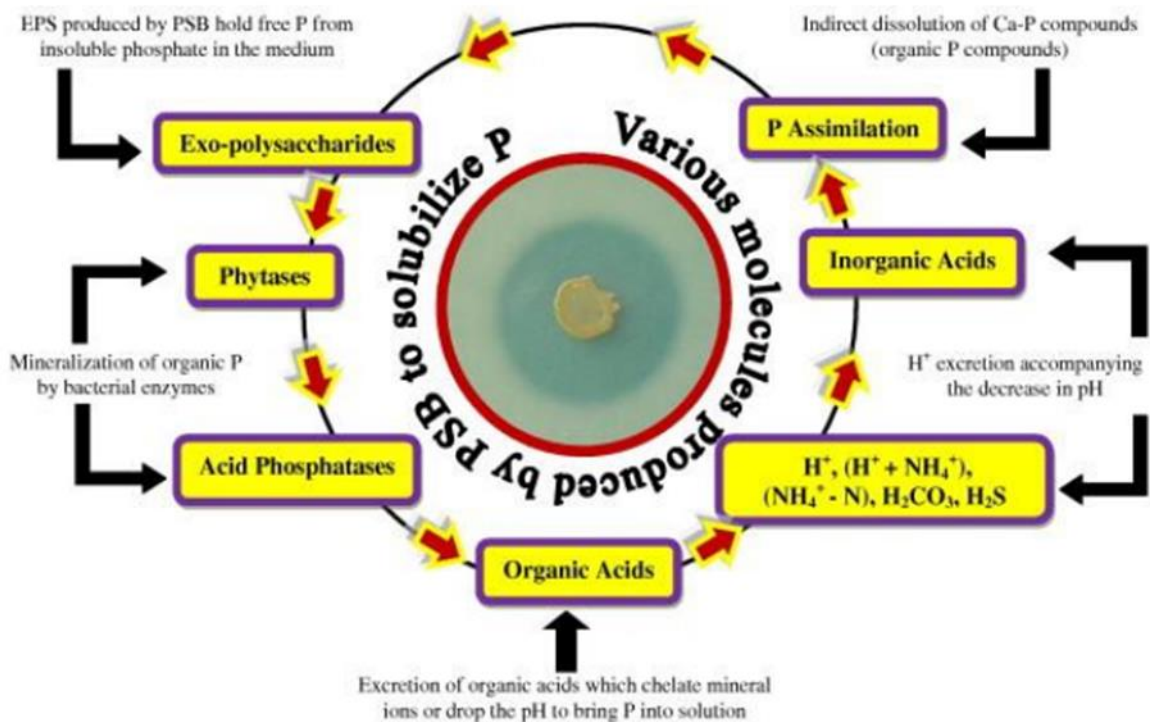 EPS produced by PSB hold free P from
insoluble phosphate in the medium
Indirect dissolution of Ca-P compounds
(organic P compounds)
Exo-polysaccharides
P Assimilation
Various molecules produced by PSB to solubilize P
Phytases
Inorganic Acids
Mineralization of organic P
by bacterial enzymes
H⁺ excretion accompanying
the decrease in pH
Acid Phosphatases
H⁺, (H⁺ + NH₄⁺),
(NH₄⁺ - N), H₂CO₃, H₂S
Organic Acids
Excretion of organic acids which chelate mineral
ions or drop the pH to bring P into solution